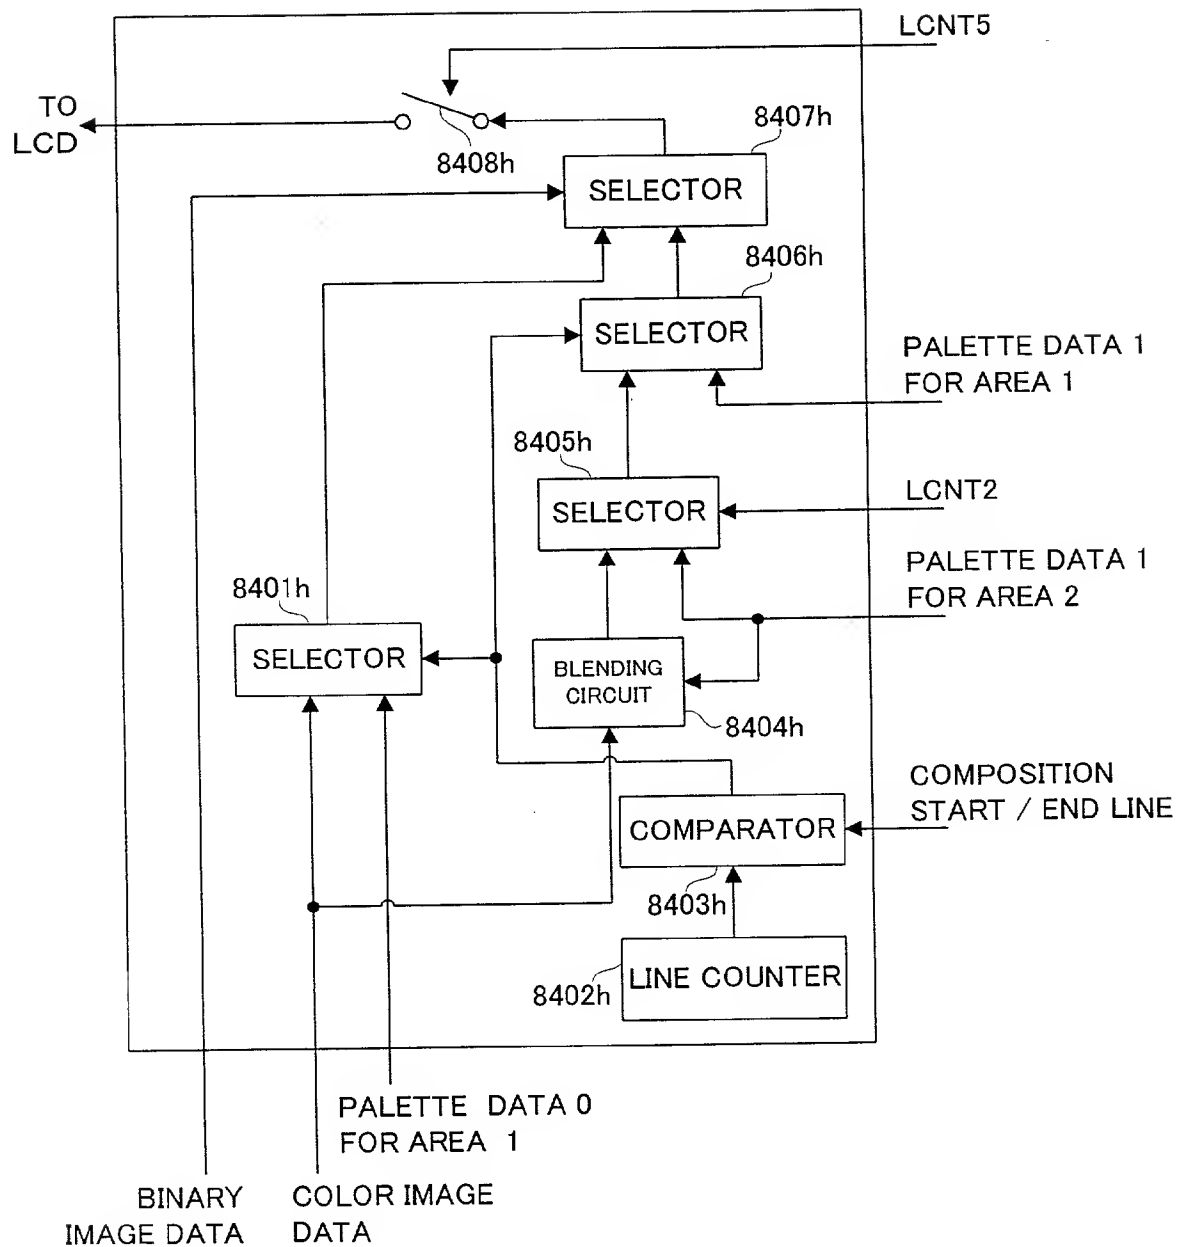 LCNT5
TO
LCD
8408h
8407h
SELECTOR
8406h
SELECTOR
PALETTE DATA 1
FOR AREA 1
8405h
SELECTOR
LCNT2
PALETTE DATA 1
FOR AREA 2
8401h
SELECTOR
BLENDING
CIRCUIT
8404h
COMPOSITION
START / END LINE
COMPARATOR
8403h
LINE COUNTER
8402h
PALETTE DATA 0
FOR AREA 1
BINARY
IMAGE DATA
COLOR IMAGE
DATA